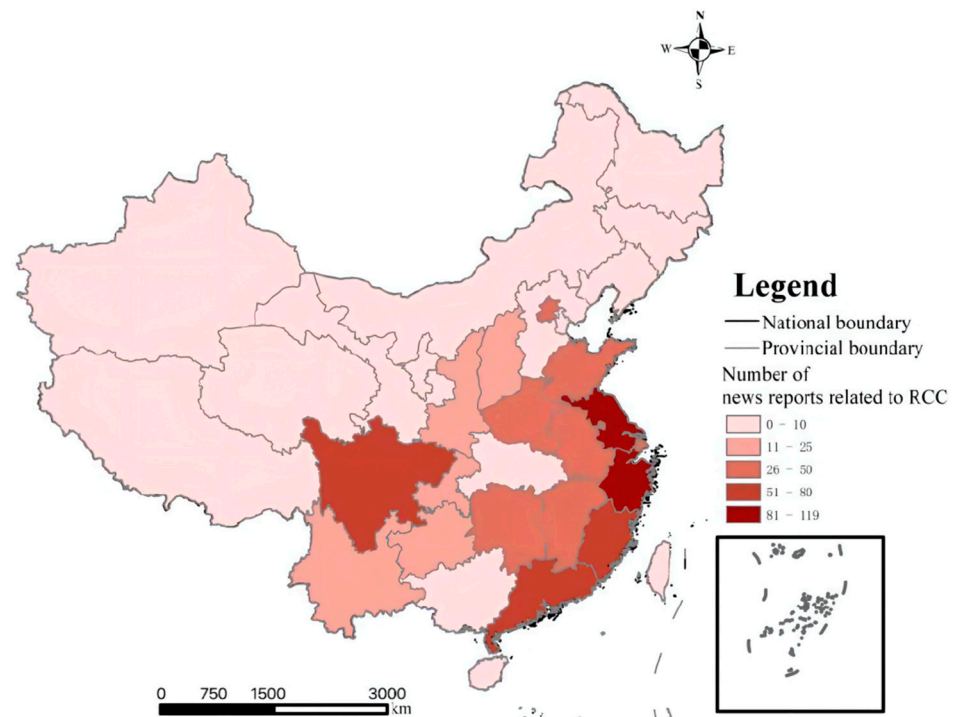 N
W E
S
Legend
National boundary
Provincial boundary
Number of
news reports related to RCC
0 - 10
11 - 25
26 - 50
51 - 80
81 - 119
0 750 1500 3000
km